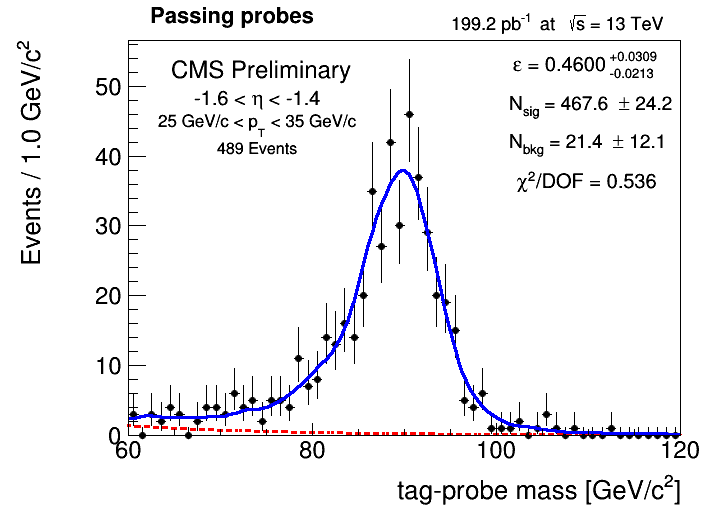 Passing probes
199.2 pb⁻¹ at √s = 13 TeV
CMS Preliminary
-1.6 < η < -1.4
25 GeV/c < p_T < 35 GeV/c
489 Events
ε = 0.4600 +0.0309 -0.0213
N_sig = 467.6 ± 24.2
N_bkg = 21.4 ± 12.1
χ²/DOF = 0.536
Events / 1.0 GeV/c²
50
40
30
20
10
0
60 80 100 120
tag-probe mass [GeV/c²]